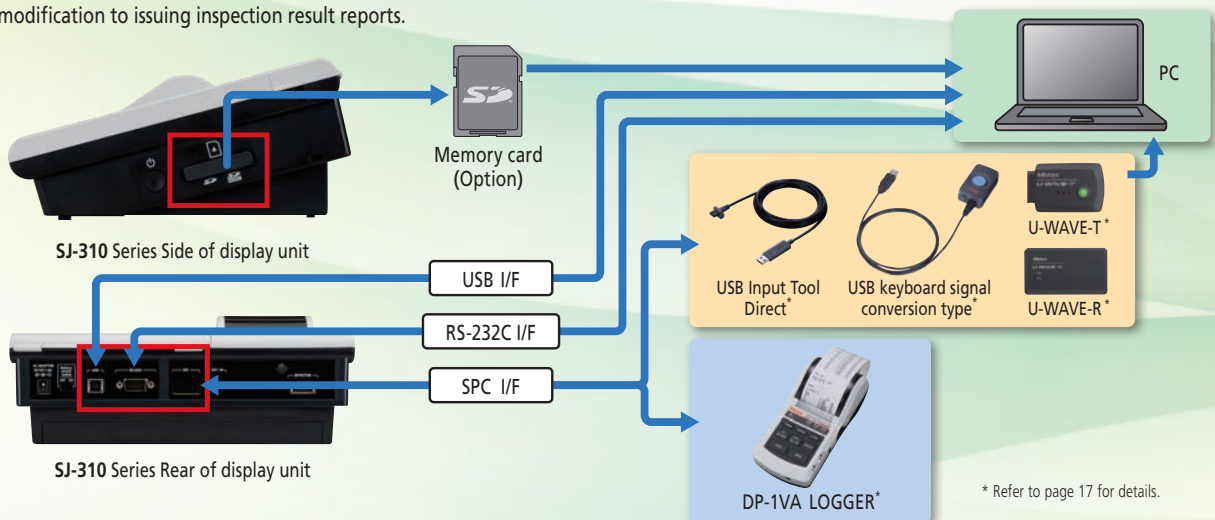 modification to issuing inspection result reports.
PC
SD
Memory card
(Option)
SJ-310 Series Side of display unit
USB I/F
RS-232C I/F
SPC I/F
USB Input Tool
Direct*
USB keyboard signal
conversion type*
U-WAVE-T*
U-WAVE-R*
SJ-310 Series Rear of display unit
DP-1VA LOGGER*
* Refer to page 17 for details.